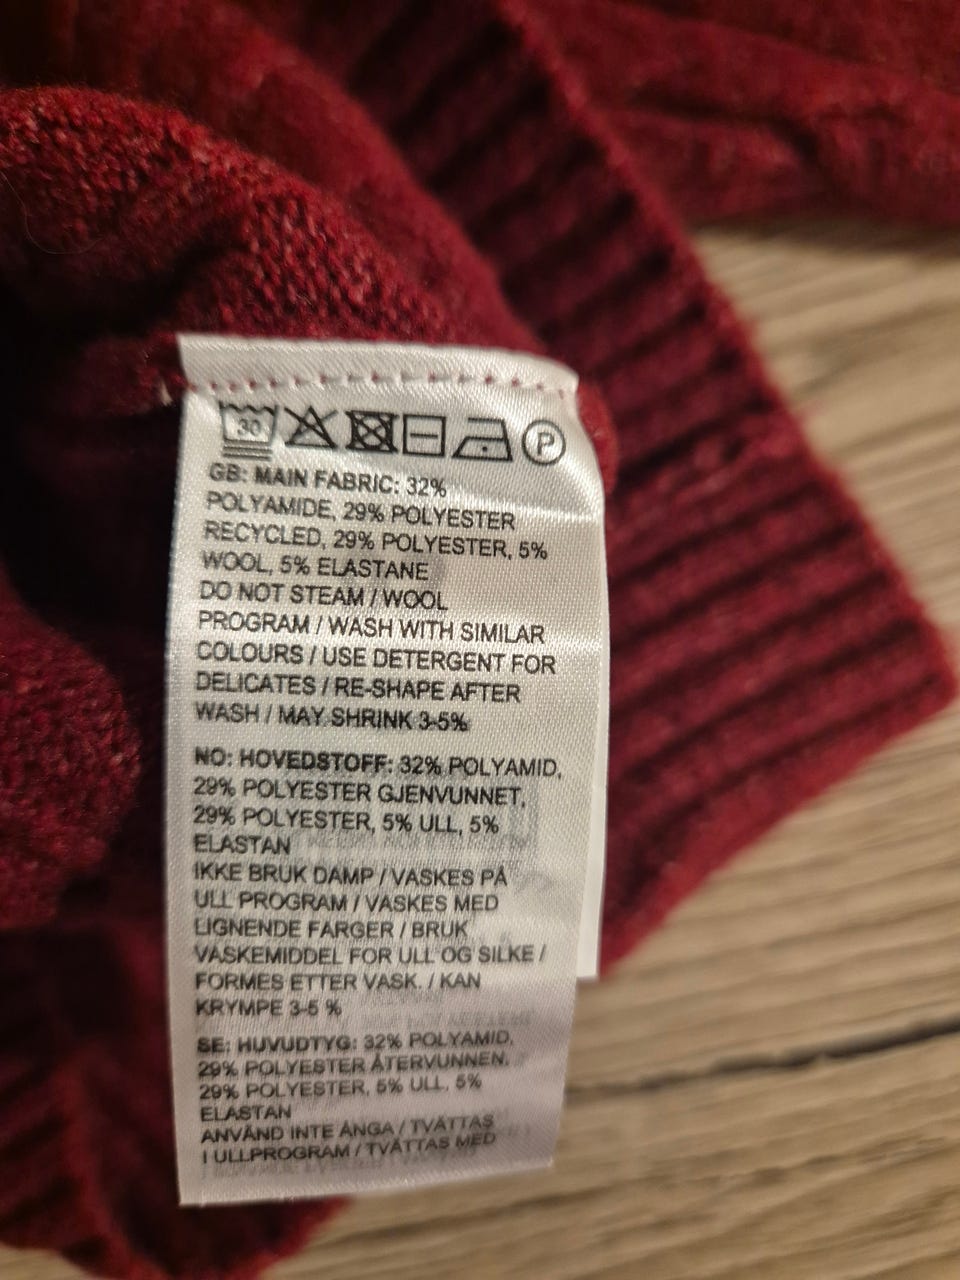 30 P
GB: MAIN FABRIC: 32%
POLYAMIDE, 29% POLYESTER
RECYCLED, 29% POLYESTER, 5%
WOOL, 5% ELASTANE
DO NOT STEAM / WOOL
PROGRAM / WASH WITH SIMILAR
COLOURS / USE DETERGENT FOR
DELICATES / RE-SHAPE AFTER
WASH / MAY SHRINK 3-5%
NO: HOVEDSTOFF: 32% POLYAMID,
29% POLYESTER GJENVUNNET,
29% POLYESTER, 5% ULL, 5%
ELASTAN
IKKE BRUK DAMP / VASKES PÅ
ULL PROGRAM / VASKES MED
LIGNENDE FARGER / BRUK
VASKEMIDDEL FOR ULL OG SILKE /
FORMES ETTER VASK. / KAN
KRYMPE 3-5 %
SE: HUVUDTYG: 32% POLYAMID,
29% POLYESTER ÅTERVUNNEN,
29% POLYESTER, 5% ULL, 5%
ELASTAN
ANVÄND INTE ÅNGA / TVÄTTAS
I ULLPROGRAM / TVÄTTAS MED